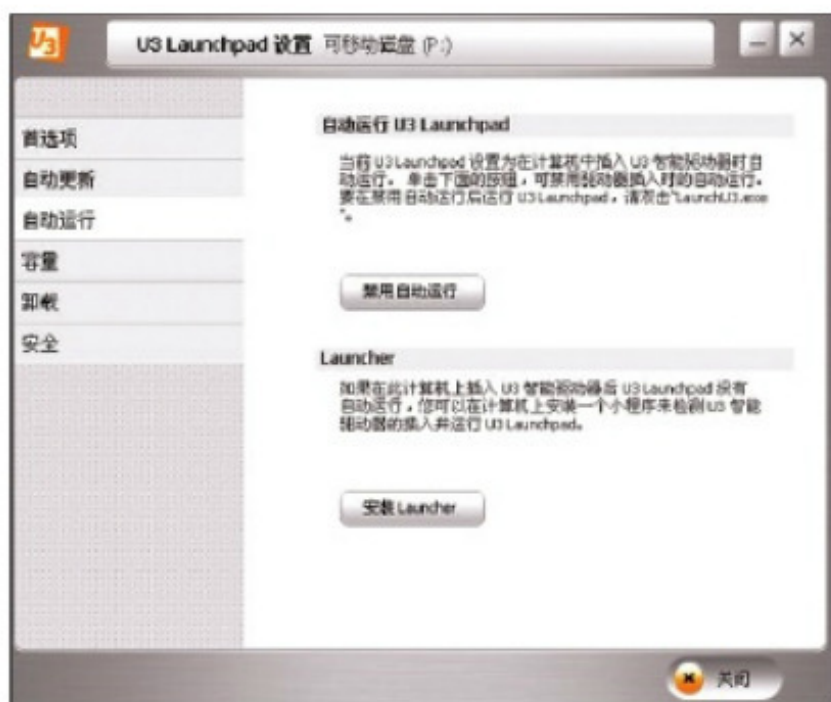 U3
U3 Launchpad 设置 可移动磁盘 (P:)
首选项
自动更新
自动运行
容量
卸载
安全
自动运行 U3 Launchpad
当前 U3 Launchpad 设置为在计算机中插入 U3 智能驱动器时自
动运行。单击下面的按钮，可禁用驱动器插入时的自动运行。
要在禁用自动运行后运行 U3 Launchpad，请双击"LaunchU3.exe
"。
禁用自动运行
Launcher
如果在此计算机上插入 U3 智能驱动器后 U3 Launchpad 没有
自动运行，您可以在计算机上安装一个小程序来检测 U3 智能
驱动器的插入并运行 U3 Launchpad。
安装 Launcher
关闭